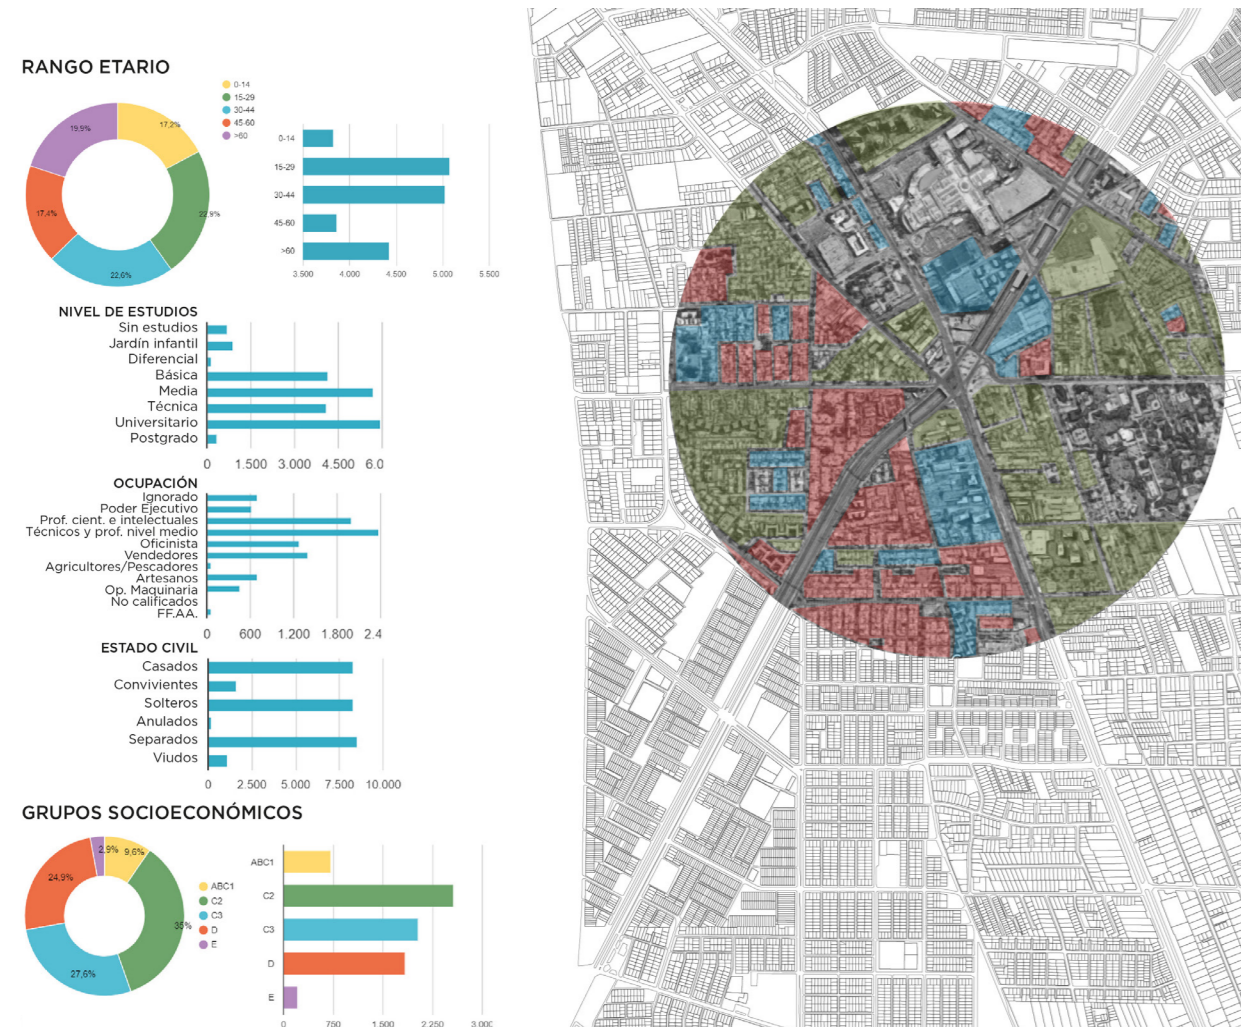 RANGO ETARIO
0-14
15-29
30-44
45-60
>60
17,2%
22,9%
22,6%
17,4%
19,9%
0-14
15-29
30-44
45-60
>60
3.500 4.000 4.500 5.000 5 500
NIVEL DE ESTUDIOS
Sin estudios
Jardín infantil
Diferencial
Básica
Media
Técnica
Universitario
Postgrado
0 1.500 3.000 4.500 6.0
OCUPACIÓN
Ignorado
Poder Ejecutivo
Prof. cient. e intelectuales
Técnicos y prof. nivel medio
Oficinista
Vendedores
Agricultores/Pescadores
Artesanos
Op. Maquinaria
No calificados
FF.AA.
0 600 1.200 1.800 2.4
ESTADO CIVIL
Casados
Convivientes
Solteros
Anulados
Separados
Viudos
0 2.500 5.000 7.500 10.000
GRUPOS SOCIOECONÓMICOS
2,9% 9,6%
24,9%
35%
27,6%
ABC1
C2
C3
D
E
ABC1
C2
C3
D
E
0 750 1.500 2.250 3.000